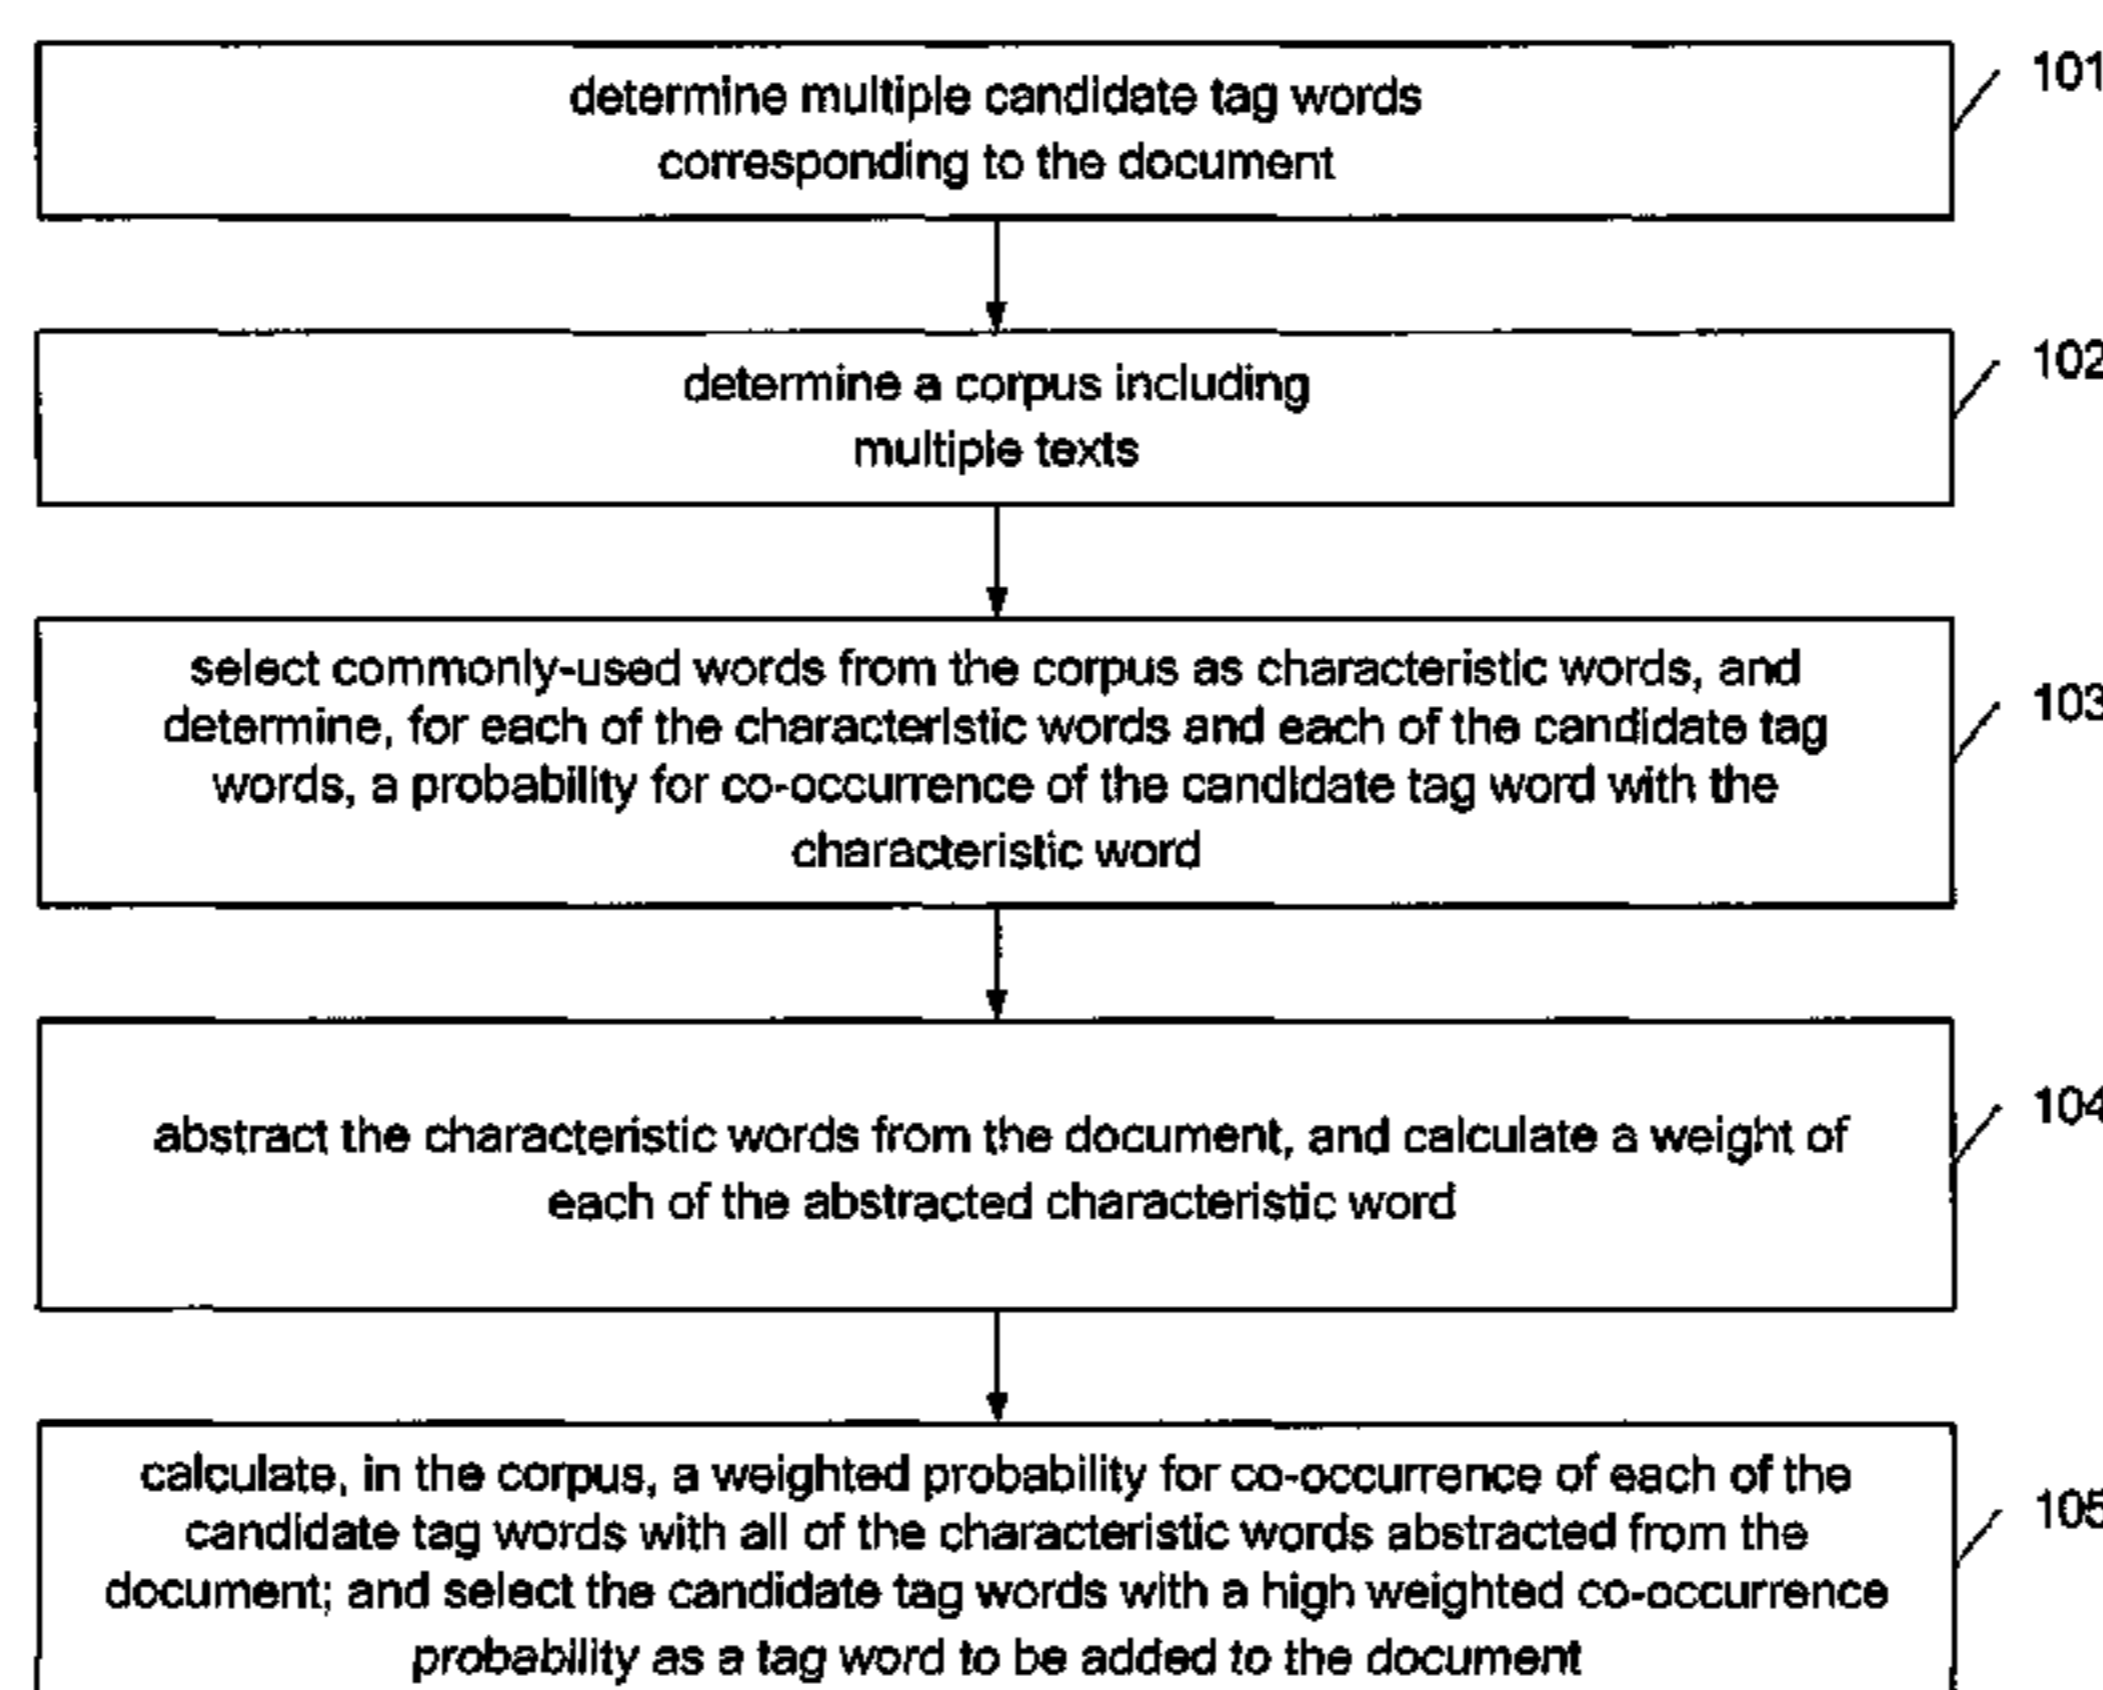 determine multiple candidate tag words
corresponding to the document
101
determine a corpus including
multiple texts
102
select commonly-used words from the corpus as characteristic words, and
determine, for each of the characteristic words and each of the candidate tag
words, a probability for co-occurrence of the candidate tag word with the
characteristic word
103
abstract the characteristic words from the document, and calculate a weight of
each of the abstracted characteristic word
104
calculate, in the corpus, a weighted probability for co-occurrence of each of the
candidate tag words with all of the characteristic words abstracted from the
document; and select the candidate tag words with a high weighted co-occurrence
probability as a tag word to be added to the document
105